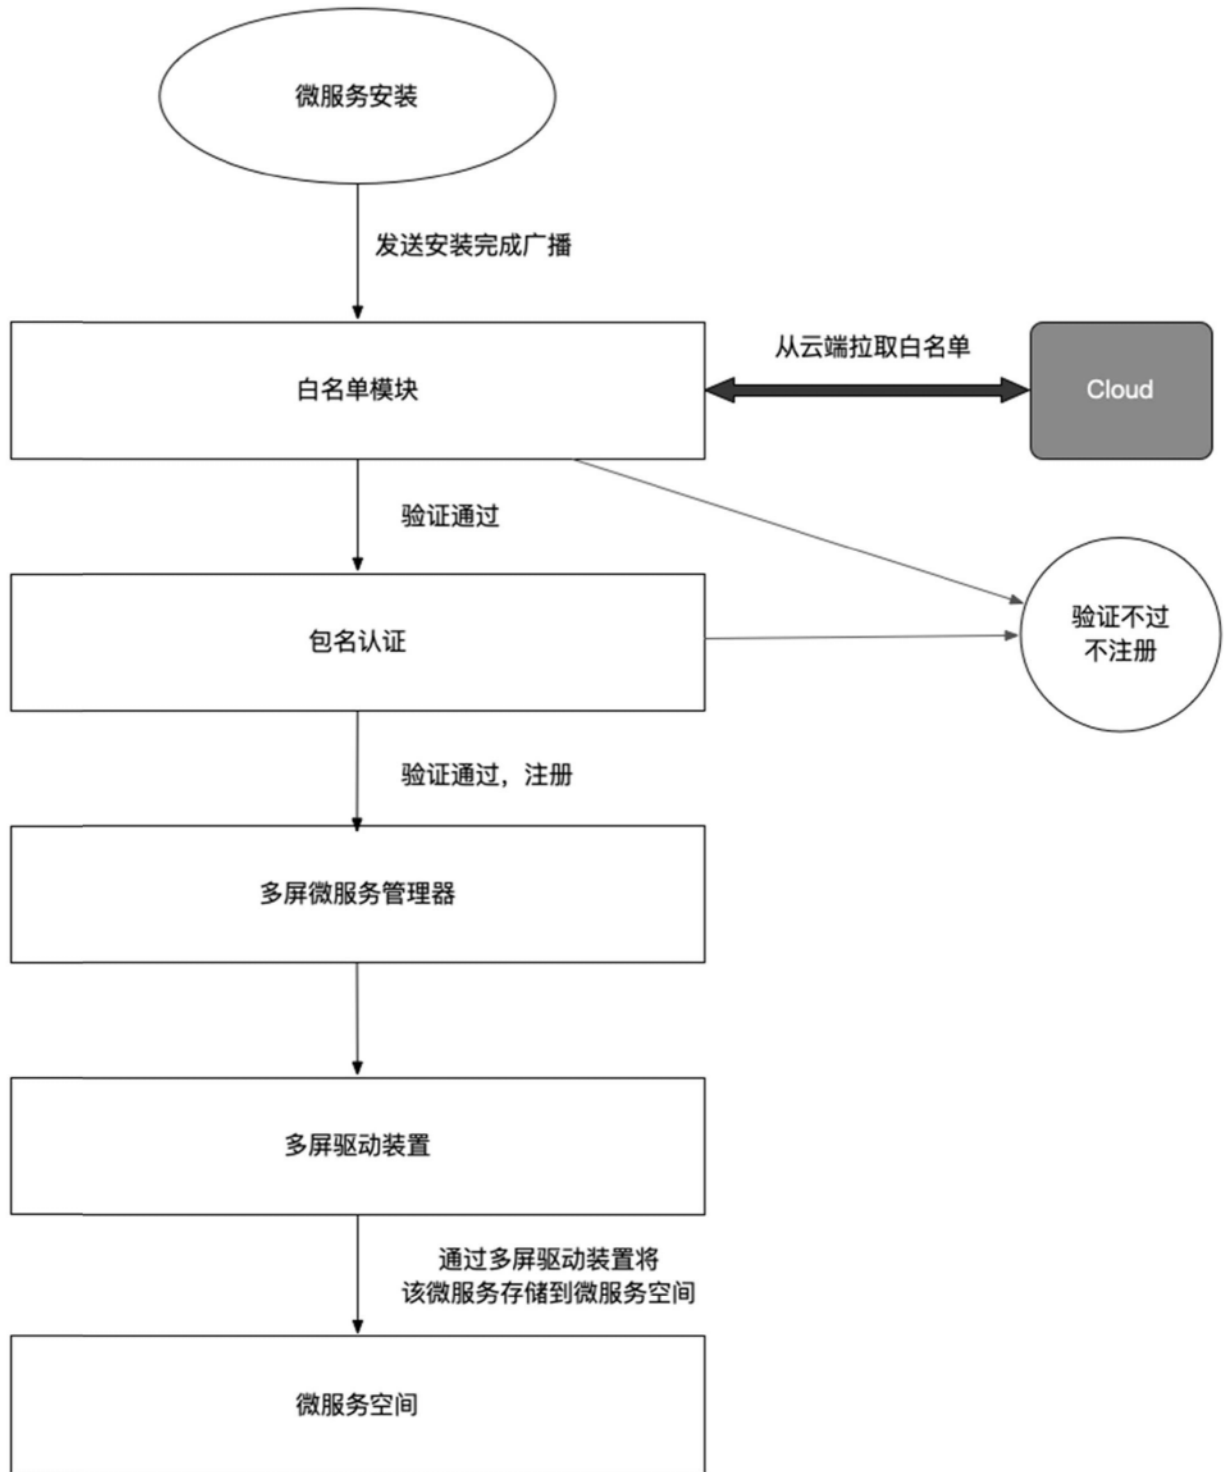 微服务安装
发送安装完成广播
从云端拉取白名单
白名单模块
Cloud
验证通过
验证不过
不注册
包名认证
验证通过，注册
多屏微服务管理器
多屏驱动装置
通过多屏驱动装置将
该微服务存储到微服务空间
微服务空间